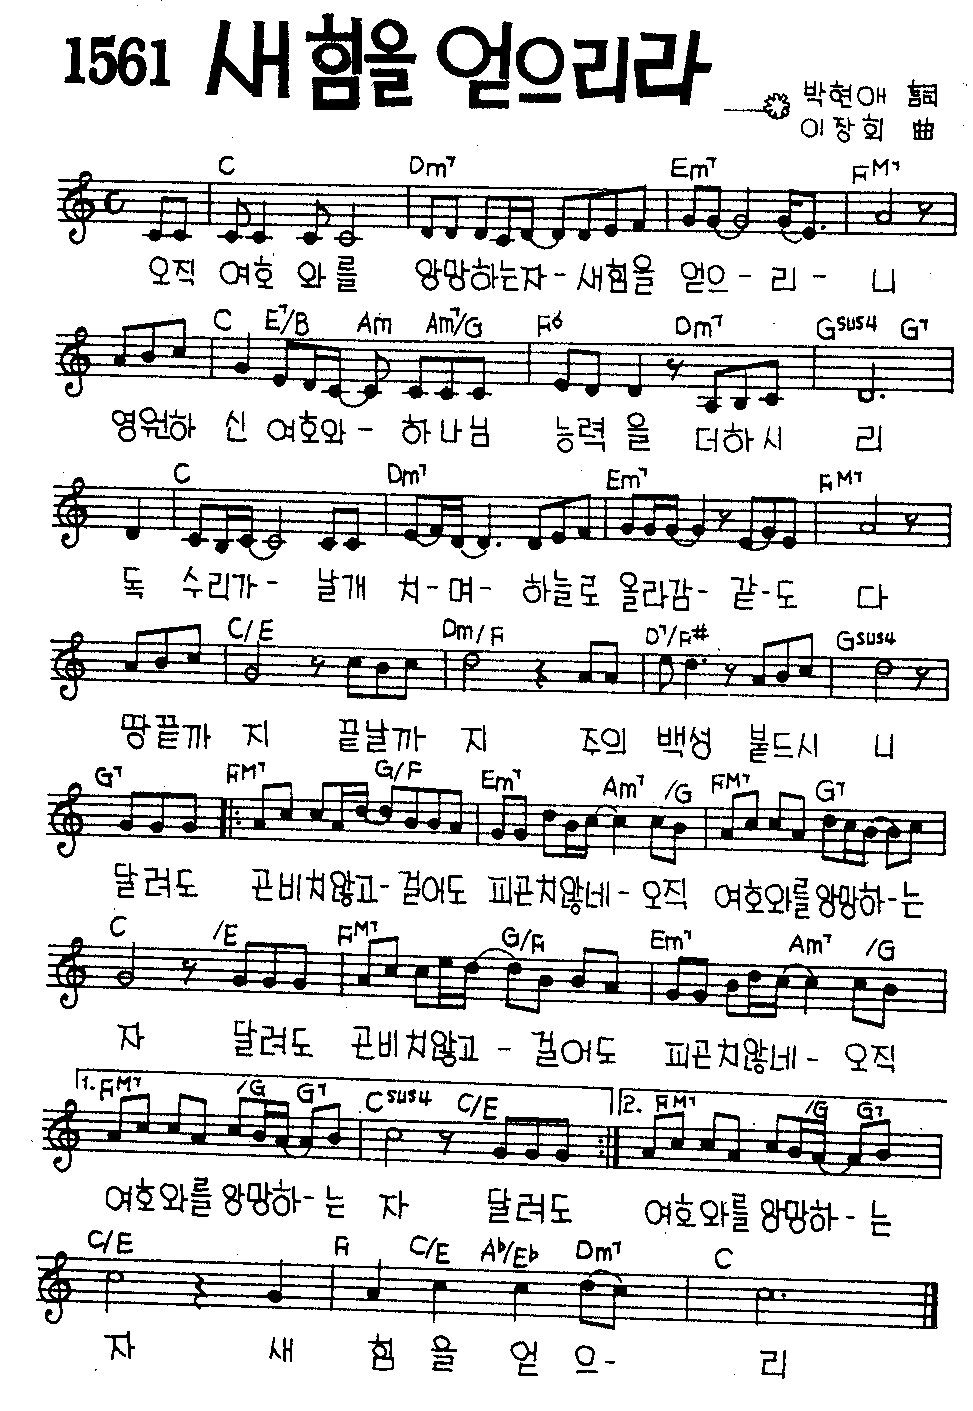 1561 새 힘을 얻으리라
박현애 詞
이장희 曲
C Dm7 Em7 FM7
오직 여호 와를 앙망하는자-새힘을 얻으-리- 니
C E7/B Am Am7/G F6 Dm7 Gsus4 G7
영원하 신 여호와- 하나님 능력 을 더하시 리
C Dm7 Em7 FM7
독 수리가- 날개 치-며- 하늘로 올라감- 같-도 다
C/E Dm/F D7/F# Gsus4
땅끝까 지 끝날까 지 주의 백성 붙드시 니
G7 FM7 G/F Em7 Am7 /G FM7 G7
달려도 곤비치않고-걸어도 피곤치않네-오직 여호와를앙망하-는
C /E FM7 G/F Em7 Am7 /G
자 달려도 곤비치않고- 걸어도 피곤치않네- 오직
1. FM7 /G G7 Csus4 C/E 2. FM7 /G G7
여호와를 앙망하-는 자 달려도 여호와를 앙망하-는
C/E F C/E A♭/E♭ Dm7 C
자 새 힘 을 얻 으- 리